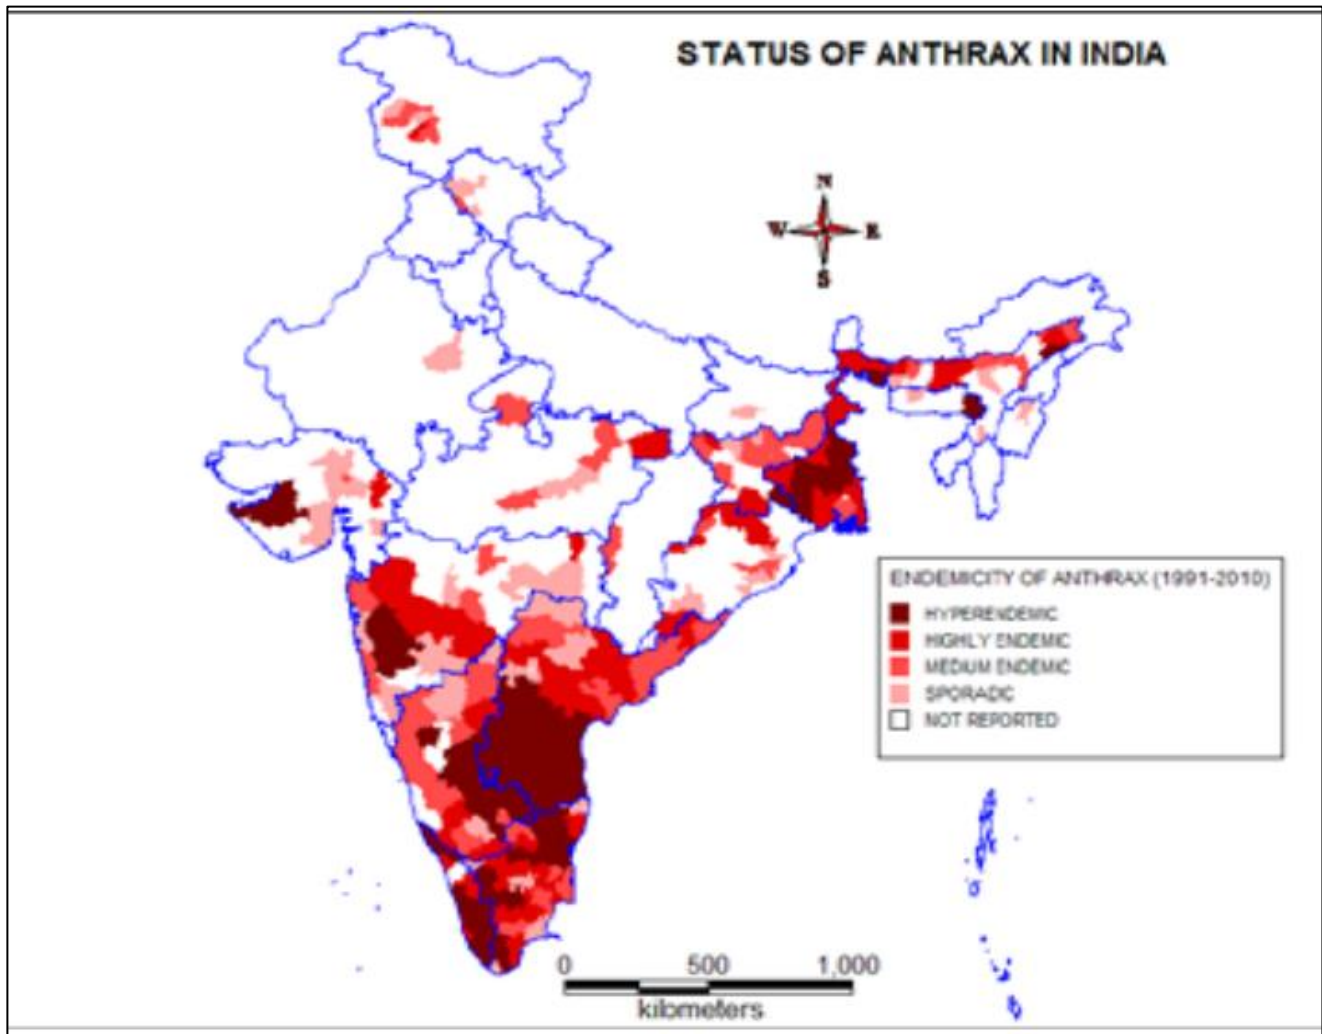 STATUS OF ANTHRAX IN INDIA
N
W E
S
ENDEMICITY OF ANTHRAX (1991-2010)
HYPERENDEMIC
HIGHLY ENDEMIC
MEDIUM ENDEMIC
SPORADIC
NOT REPORTED
0 500 1,000
kilometers